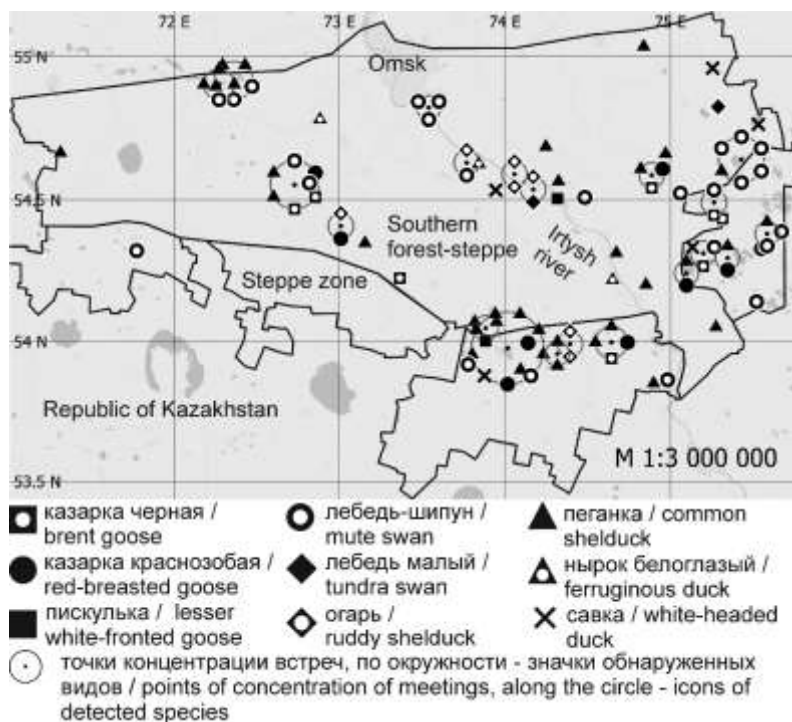 72 E 73 E 74 E 75 E
55 N
Omsk
54.5 N
Southern
forest-steppe
Irtysh
river
Steppe zone
54 N
Republic of Kazakhstan
M 1:3 000 000
53.5 N
казарка черная /
brent goose
казарка краснозобая /
red-breasted goose
пискулька / lesser
white-fronted goose
лебедь-шипун /
mute swan
лебедь малый /
tundra swan
огарь /
ruddy shelduck
пеганка / common
shelduck
нырок белоглазый /
ferruginous duck
савка / white-headed
duck
точки концентрации встреч, по окружности - значки обнаруженных
видов / points of concentration of meetings, along the circle - icons of
detected species